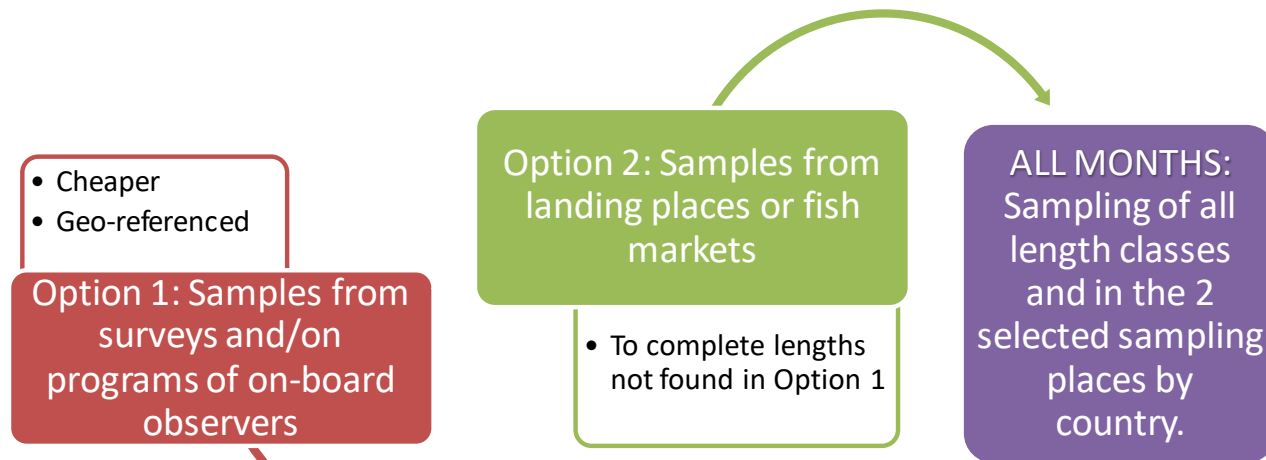 • Cheaper
• Geo-referenced
Option 1: Samples from
surveys and/on
programs of on-board
observers
Option 2: Samples from
landing places or fish
markets
• To complete lengths
not found in Option 1
ALL MONTHS:
Sampling of all
length classes
and in the 2
selected sampling
places by
country.